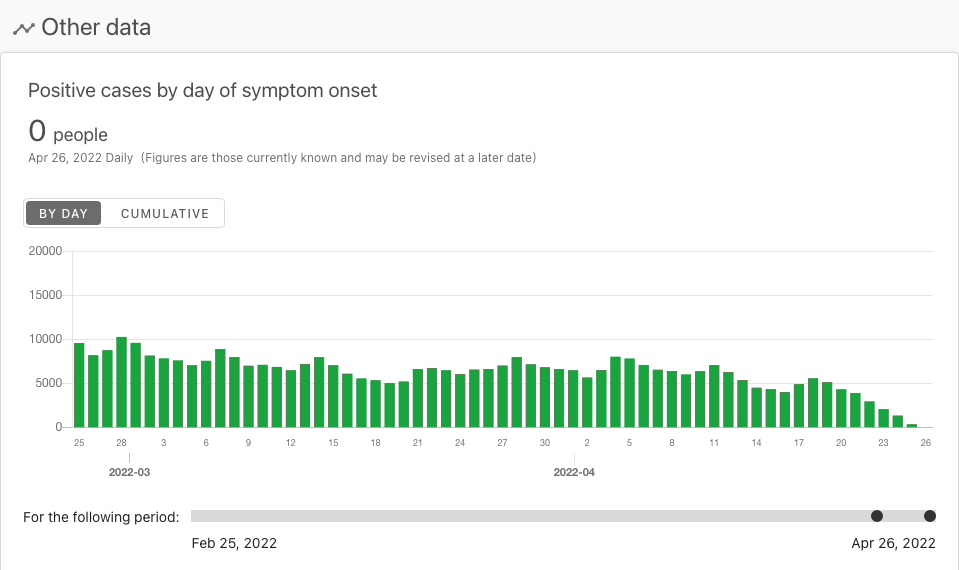 Other data
Positive cases by day of symptom onset
0 people
Apr 26, 2022 Daily (Figures are those currently known and may be revised at a later date)
BY DAY CUMULATIVE
20000
15000
10000
5000
0
25 28 3 6 9 12 15 18 21 24 27 30 2 5 8 11 14 17 20 23 26
2022-03 2022-04
For the following period:
Feb 25, 2022 Apr 26, 2022